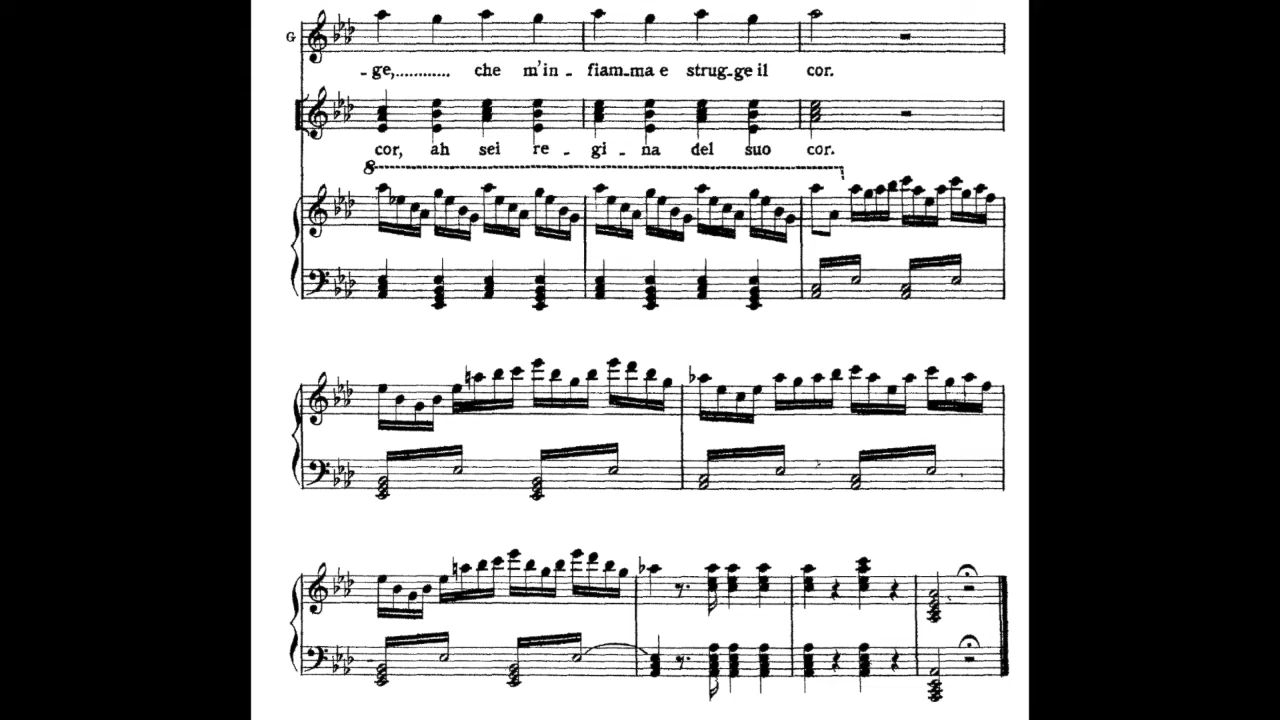 G
- ge,............ che m'in - fiam-ma e strug-ge il cor.
cor, ah sei re - gi - na del suo cor.
8